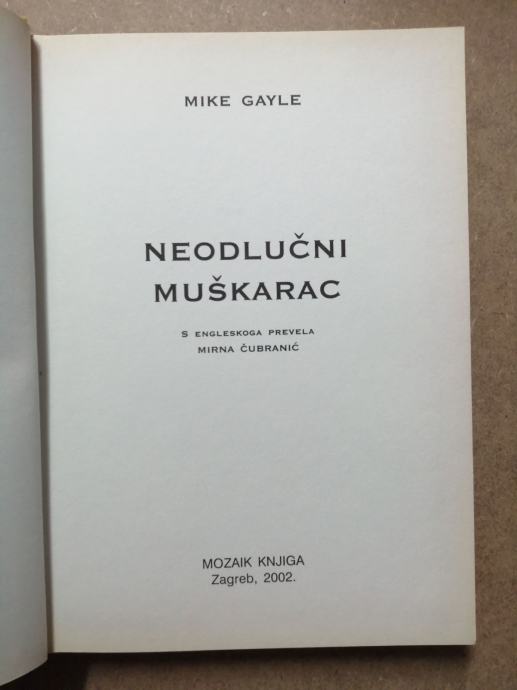 MIKE GAYLE
NEODLUČNI
MUŠKARAC
S ENGLESKOGA PREVELA
MIRNA ČUBRANIĆ
MOZAIK KNJIGA
Zagreb, 2002.